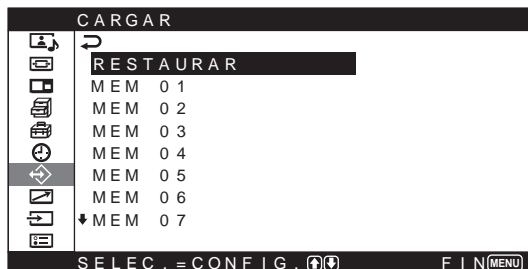 CARGAR
RESTAURAR
MEM 01
MEM 02
MEM 03
MEM 04
MEM 05
MEM 06
MEM 07
SELEC.=CONFIG. FIN MENU